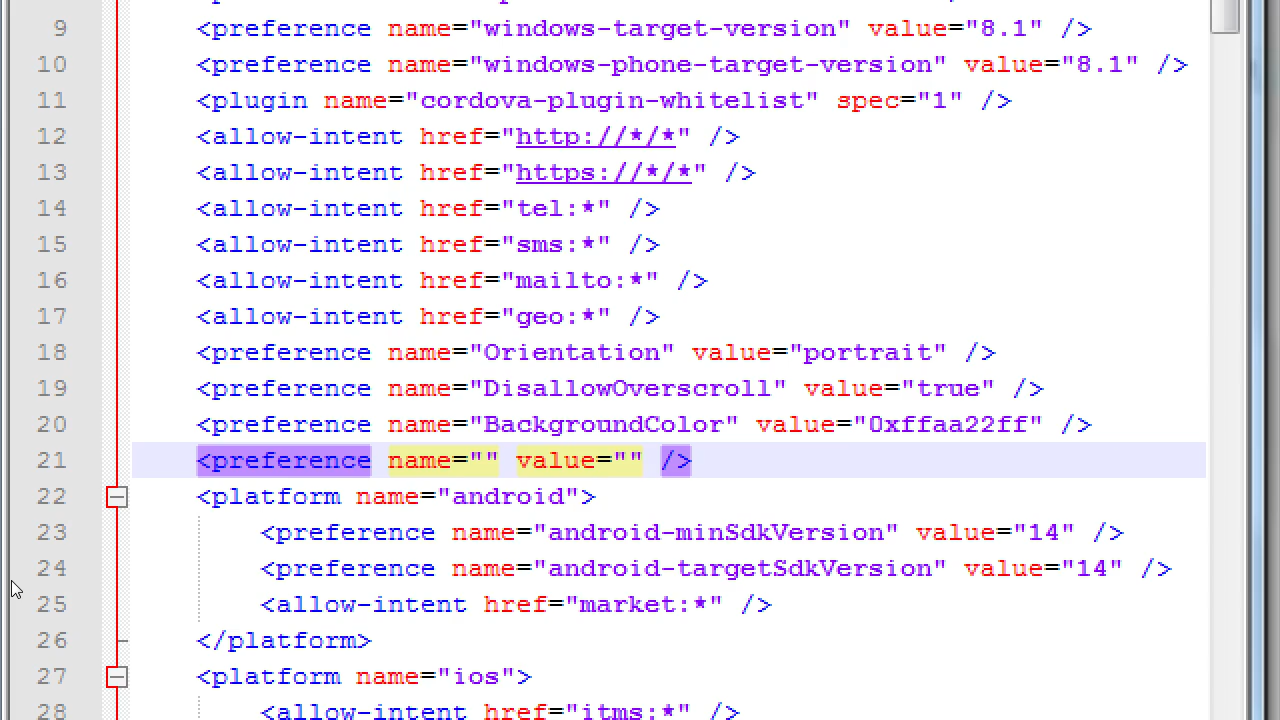 9 <preference name="windows-target-version" value="8.1" />
10 <preference name="windows-phone-target-version" value="8.1" />
11 <plugin name="cordova-plugin-whitelist" spec="1" />
12 <allow-intent href="http://*/*" />
13 <allow-intent href="https://*/*" />
14 <allow-intent href="tel:*" />
15 <allow-intent href="sms:*" />
16 <allow-intent href="mailto:*" />
17 <allow-intent href="geo:*" />
18 <preference name="Orientation" value="portrait" />
19 <preference name="DisallowOverscroll" value="true" />
20 <preference name="BackgroundColor" value="0xffaa22ff" />
21 <preference name="" value="" />
22 <platform name="android">
23 <preference name="android-minSdkVersion" value="14" />
24 <preference name="android-targetSdkVersion" value="14" />
25 <allow-intent href="market:*" />
26 </platform>
27 <platform name="ios">
28 <allow-intent href="itms:*" />